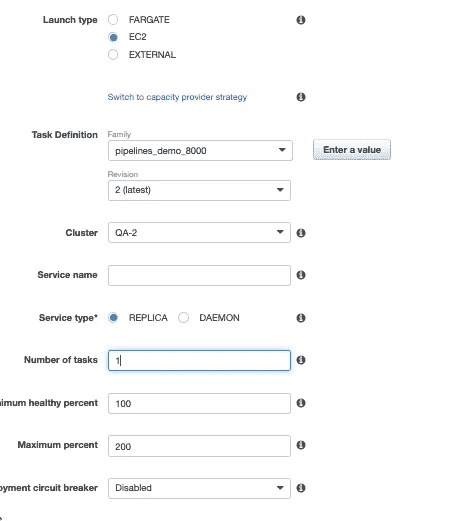 Launch type FARGATE
EC2
EXTERNAL
Switch to capacity provider strategy
Task Definition Family
pipelines_demo_8000 Enter a value
Revision
2 (latest)
Cluster QA-2
Service name
Service type* REPLICA DAEMON
Number of tasks 1
nimum healthy percent 100
Maximum percent 200
oyment circuit breaker Disabled